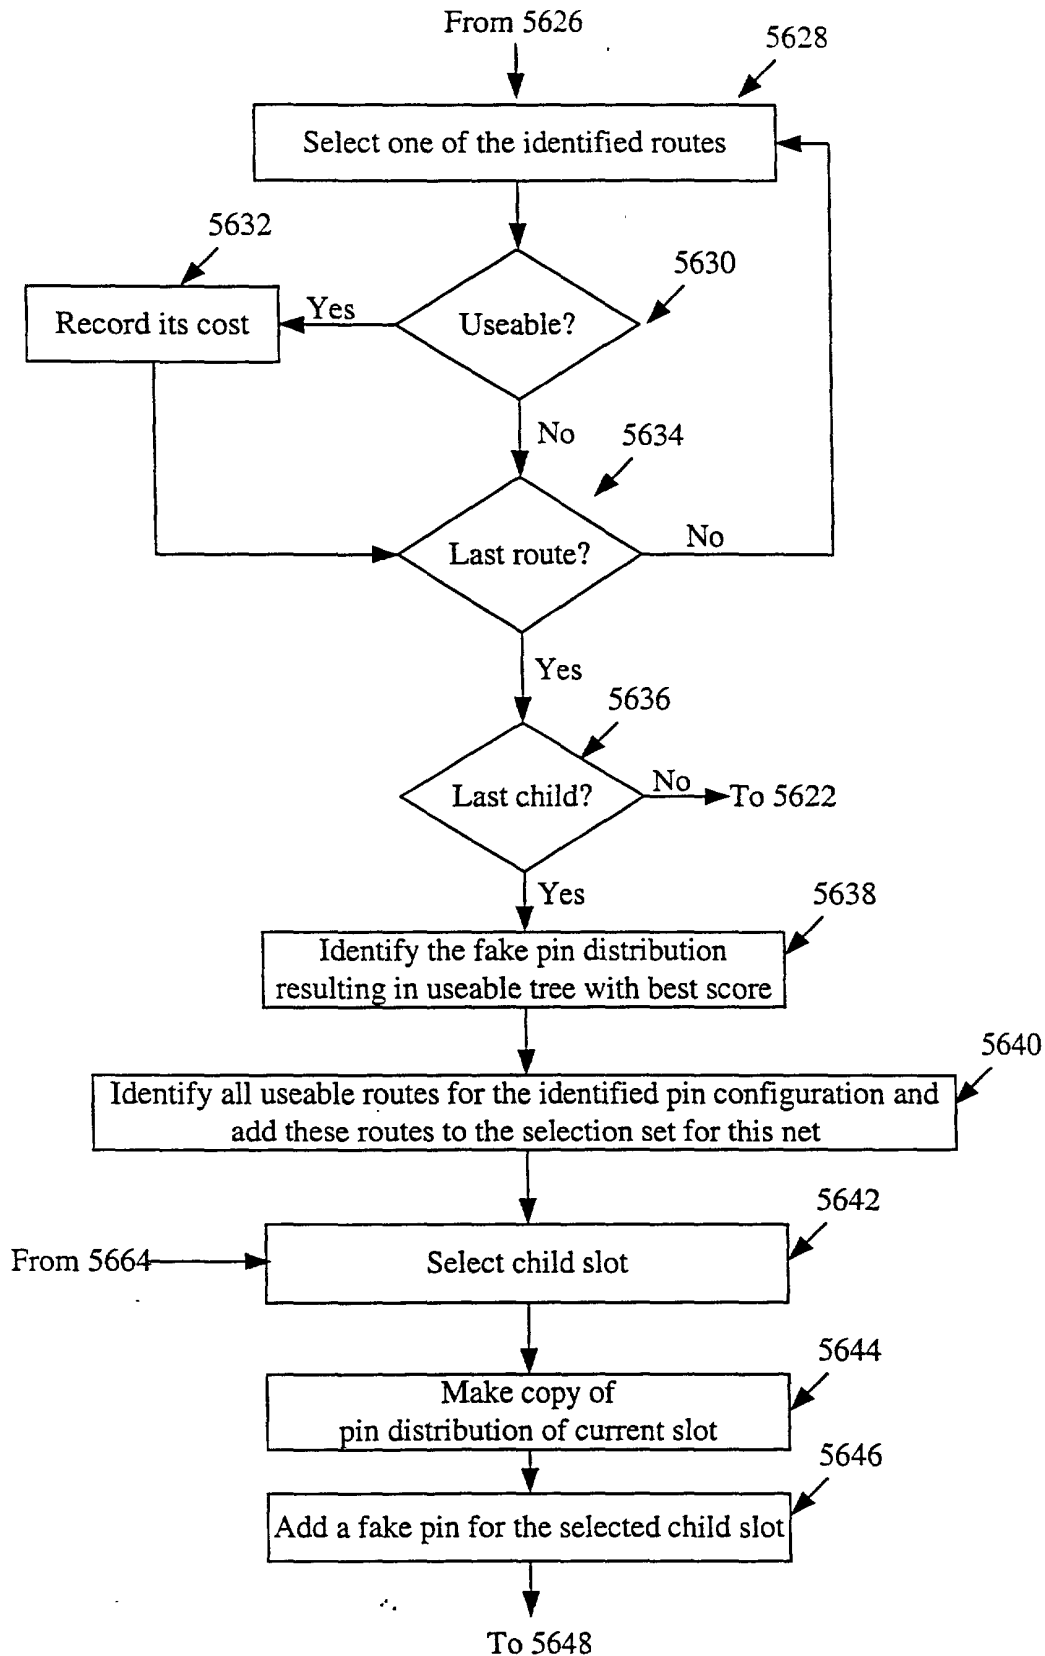 From 5626
5628
Select one of the identified routes
5632
5630
Record its cost
Yes
Useable?
No
5634
Last route?
No
Yes
5636
Last child?
No
To 5622
Yes
5638
Identify the fake pin distribution
resulting in useable tree with best score
5640
Identify all useable routes for the identified pin configuration and
add these routes to the selection set for this net
5642
From 5664
Select child slot
5644
Make copy of
pin distribution of current slot
5646
Add a fake pin for the selected child slot
To 5648